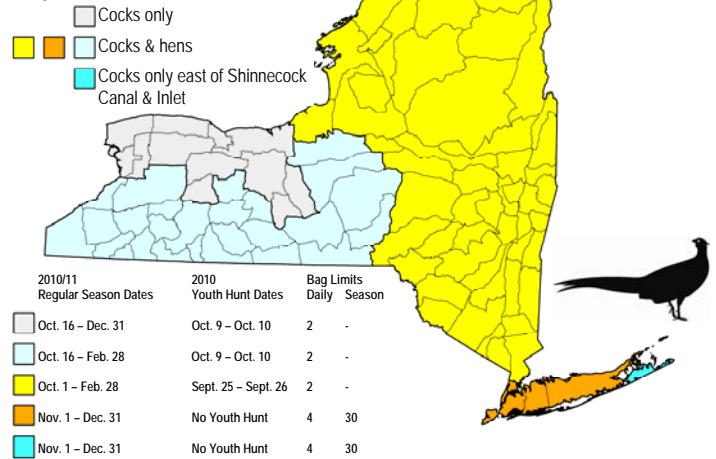 Cocks only
Cocks & hens
Cocks only east of Shinnecock
Canal & Inlet
2010/11 2010 Bag Limits
Regular Season Dates Youth Hunt Dates Daily Season
Oct. 16 – Dec. 31 Oct. 9 – Oct. 10 2 -
Oct. 16 – Feb. 28 Oct. 9 – Oct. 10 2 -
Oct. 1 – Feb. 28 Sept. 25 – Sept. 26 2 -
Nov. 1 – Dec. 31 No Youth Hunt 4 30
Nov. 1 – Dec. 31 No Youth Hunt 4 30